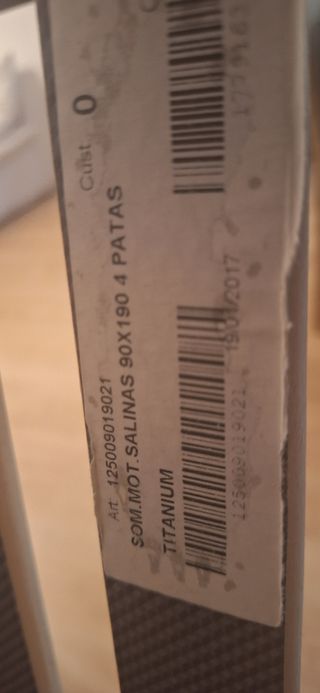 Cust. 0
Art 125009019021
SOM.MOT.SALINAS 90X190 4 PATAS
TITANIUM
19/01/2017
125009019021